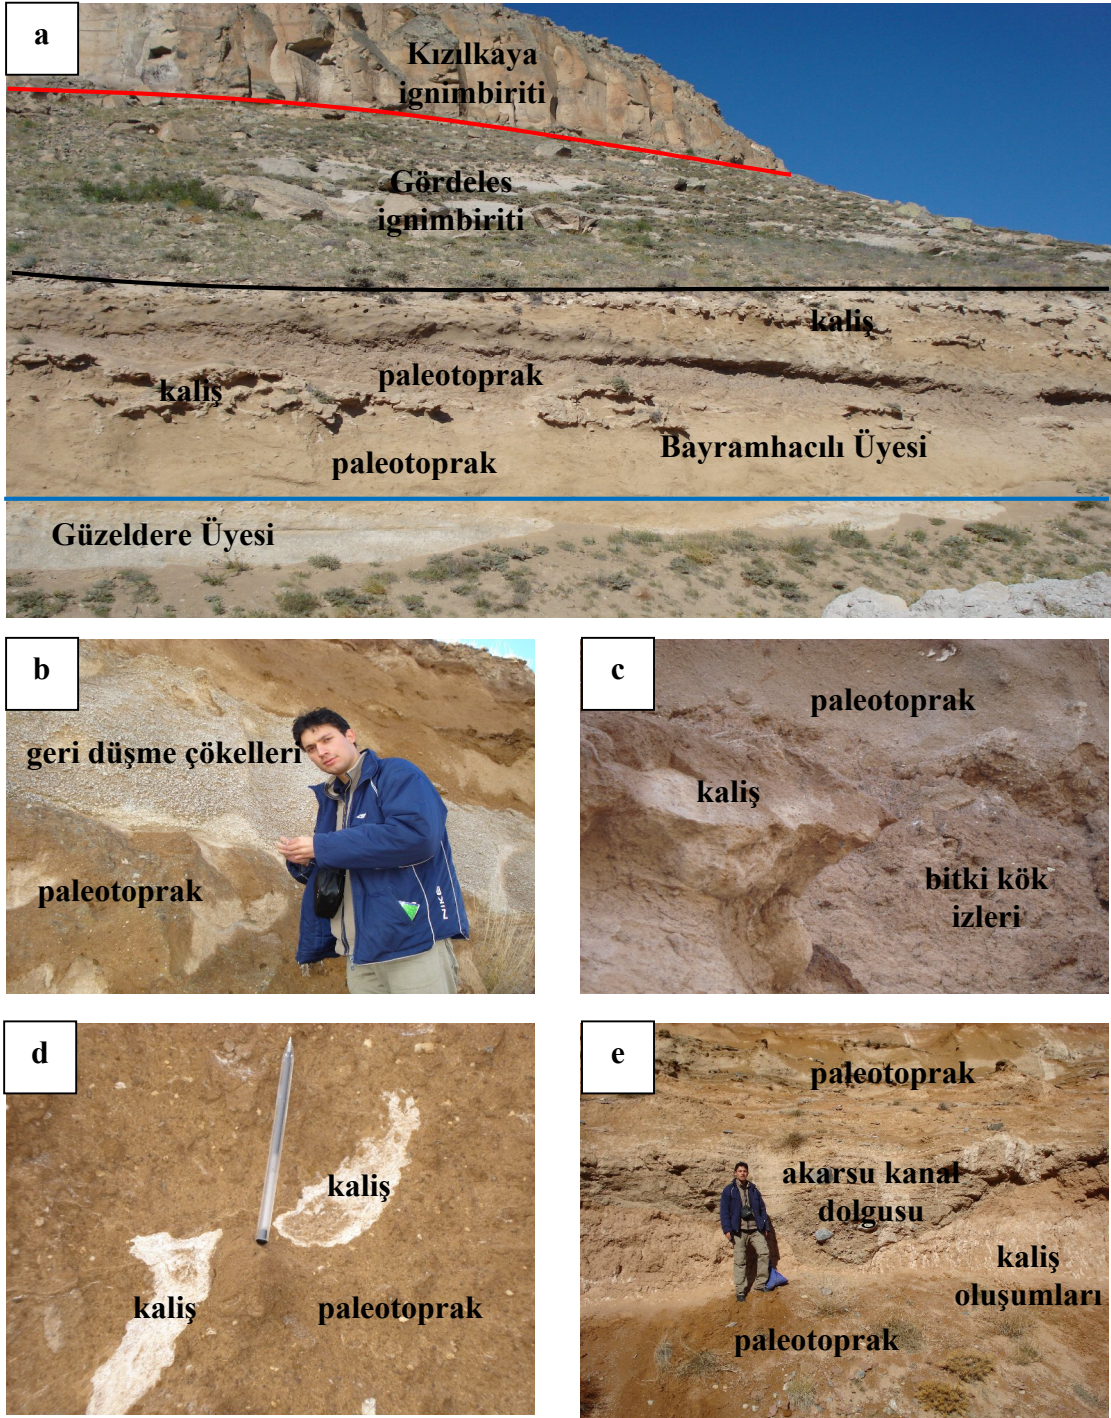 a
Kızılkaya
ignimbiriti
Gördeles
ignimbiriti
kaliş
paleotoprak
kaliş
Bayramhacılı Üyesi
paleotoprak
Güzeldere Üyesi
b
geri düşme çökelleri
paleotoprak
NIKE
c
paleotoprak
kaliş
bitki kök
izleri
d
kaliş
kaliş
paleotoprak
e
paleotoprak
akarsu kanal
dolgusu
kaliş
oluşumları
paleotoprak